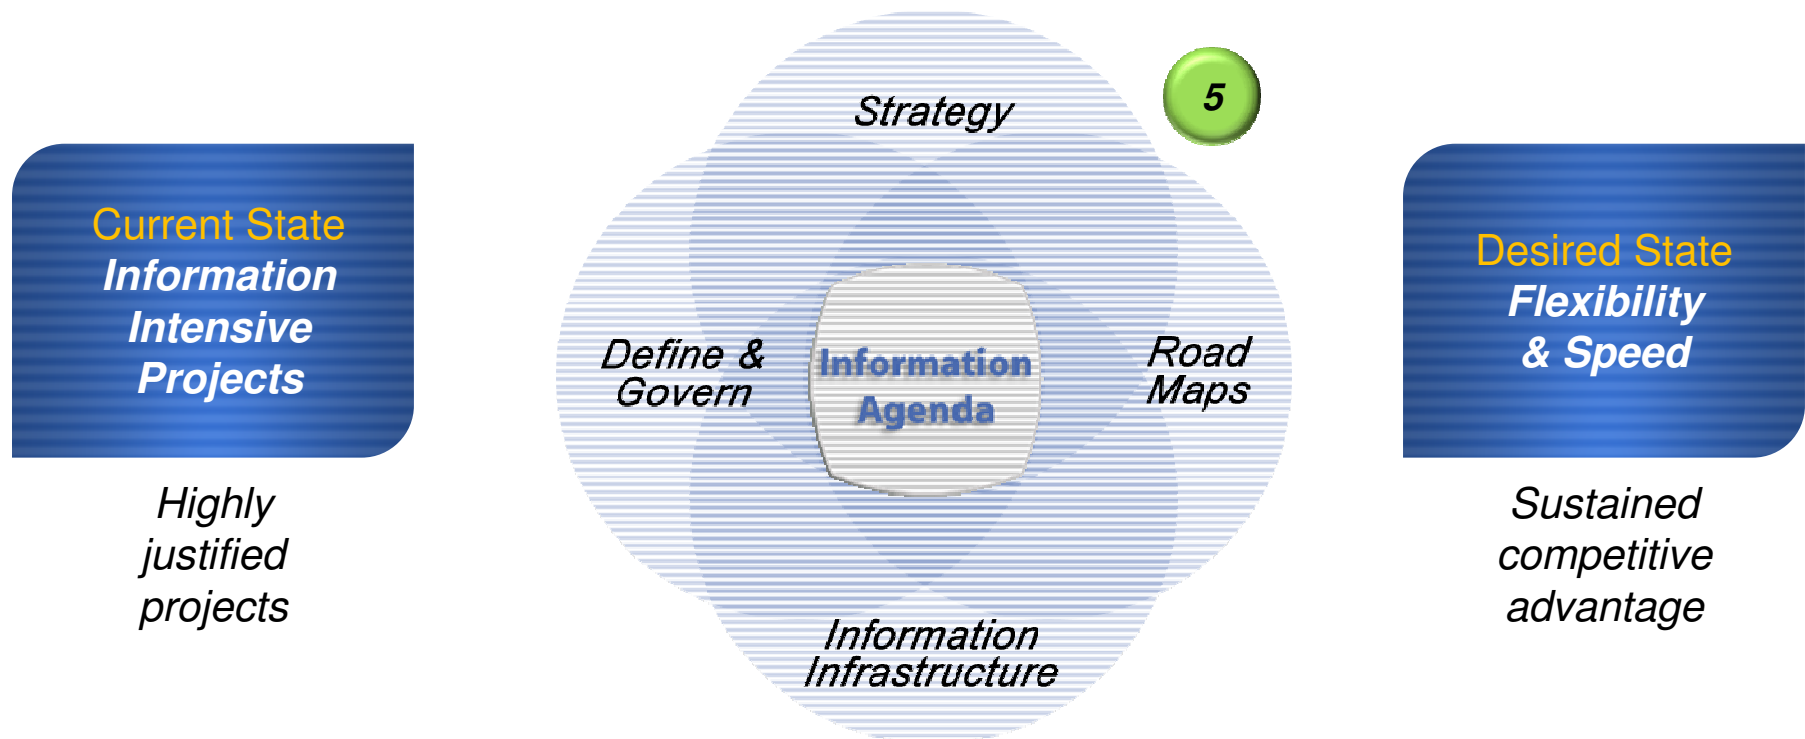 Current State
Information
Intensive
Projects
Highly
justified
projects
Strategy
5
Define &
Govern
Information
Agenda
Road
Maps
Information
Infrastructure
Desired State
Flexibility
& Speed
Sustained
competitive
advantage